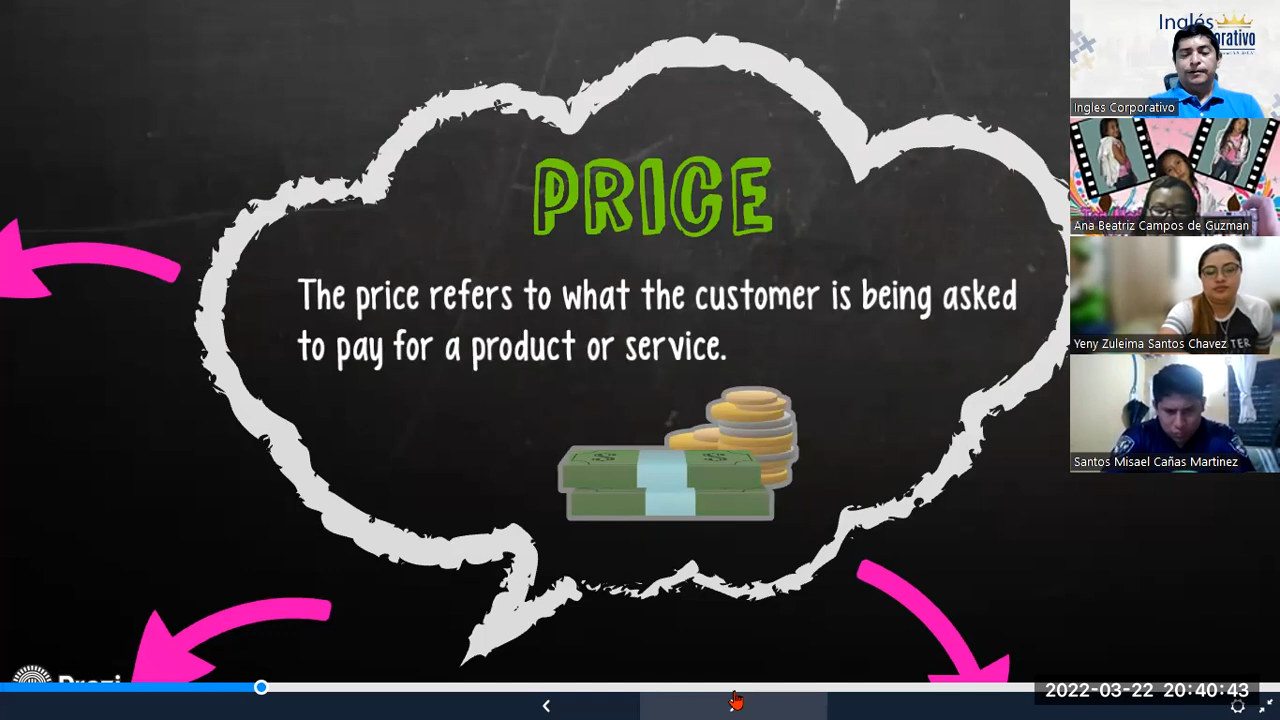 PRICE
The price refers to what the customer is being asked
to pay for a product or service.
Prezi
Inglés
Ingles Corporativo
Ana Beatriz Campos de Guzman
Yeny Zuleima Santos Chavez
Santos Misael Cañas Martinez
2022-03-22 20:40:43